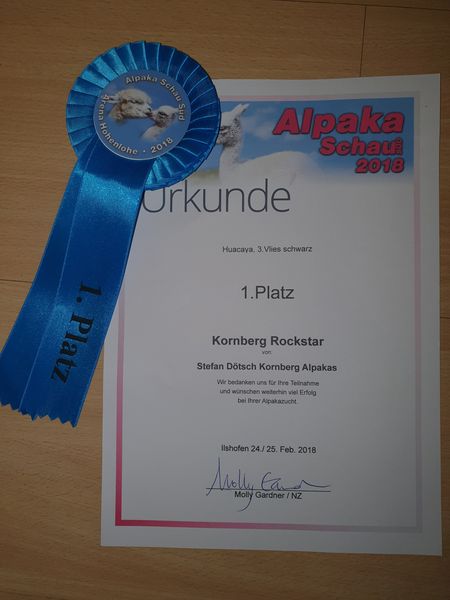 Alpaka Schau Süd
Arena Hohenlohe • 2018
1. Platz
Alpaka
Schau
2018
Urkunde
Huacaya, 3.Vlies schwarz
1.Platz
Kornberg Rockstar
von:
Stefan Dötsch Kornberg Alpakas
Wir bedanken uns für Ihre Teilnahme
und wünschen weiterhin viel Erfolg
bei Ihrer Alpakazucht.
Ilshofen 24./ 25. Feb. 2018
Molly Gardner / NZ